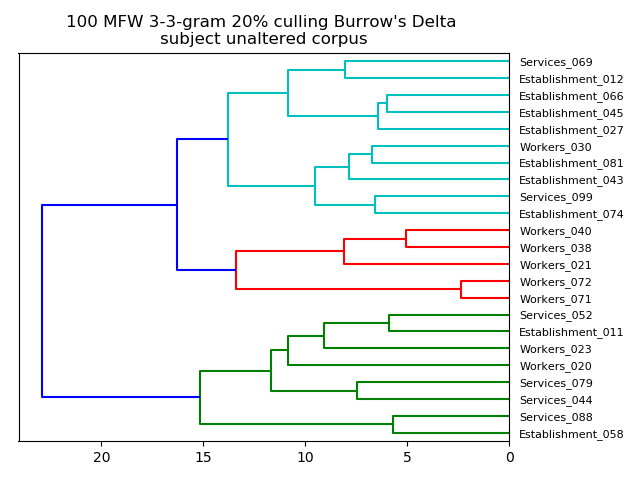 100 MFW 3-3-gram 20% culling Burrow's Delta
subject unaltered corpus
Services_069
Establishment_012
Establishment_066
Establishment_045
Establishment_027
Workers_030
Establishment_081
Establishment_043
Services_099
Establishment_074
Workers_040
Workers_038
Workers_021
Workers_072
Workers_071
Services_052
Establishment_011
Workers_023
Workers_020
Services_079
Services_044
Services_088
Establishment_058
20 15 10 5 0